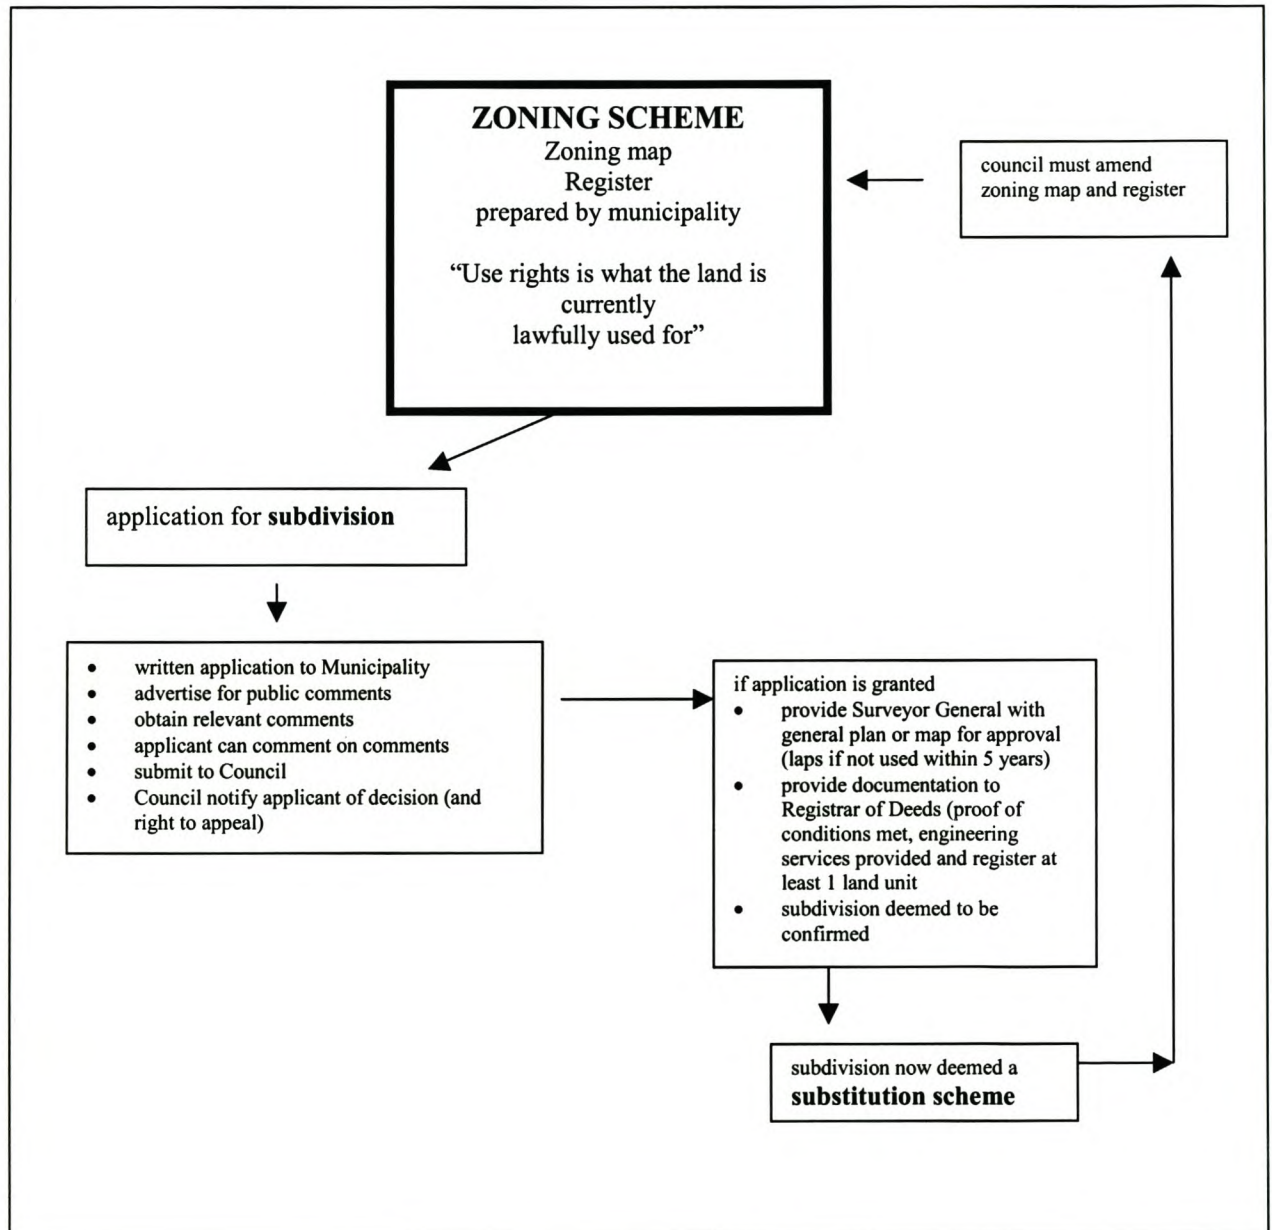 ZONING SCHEME
Zoning map
Register
prepared by municipality
“Use rights is what the land is
currently
lawfully used for”
council must amend
zoning map and register
application for subdivision
• written application to Municipality
• advertise for public comments
• obtain relevant comments
• applicant can comment on comments
• submit to Council
• Council notify applicant of decision (and
right to appeal)
if application is granted
• provide Surveyor General with
general plan or map for approval
(laps if not used within 5 years)
• provide documentation to
Registrar of Deeds (proof of
conditions met, engineering
services provided and register at
least 1 land unit
• subdivision deemed to be
confirmed
subdivision now deemed a
substitution scheme